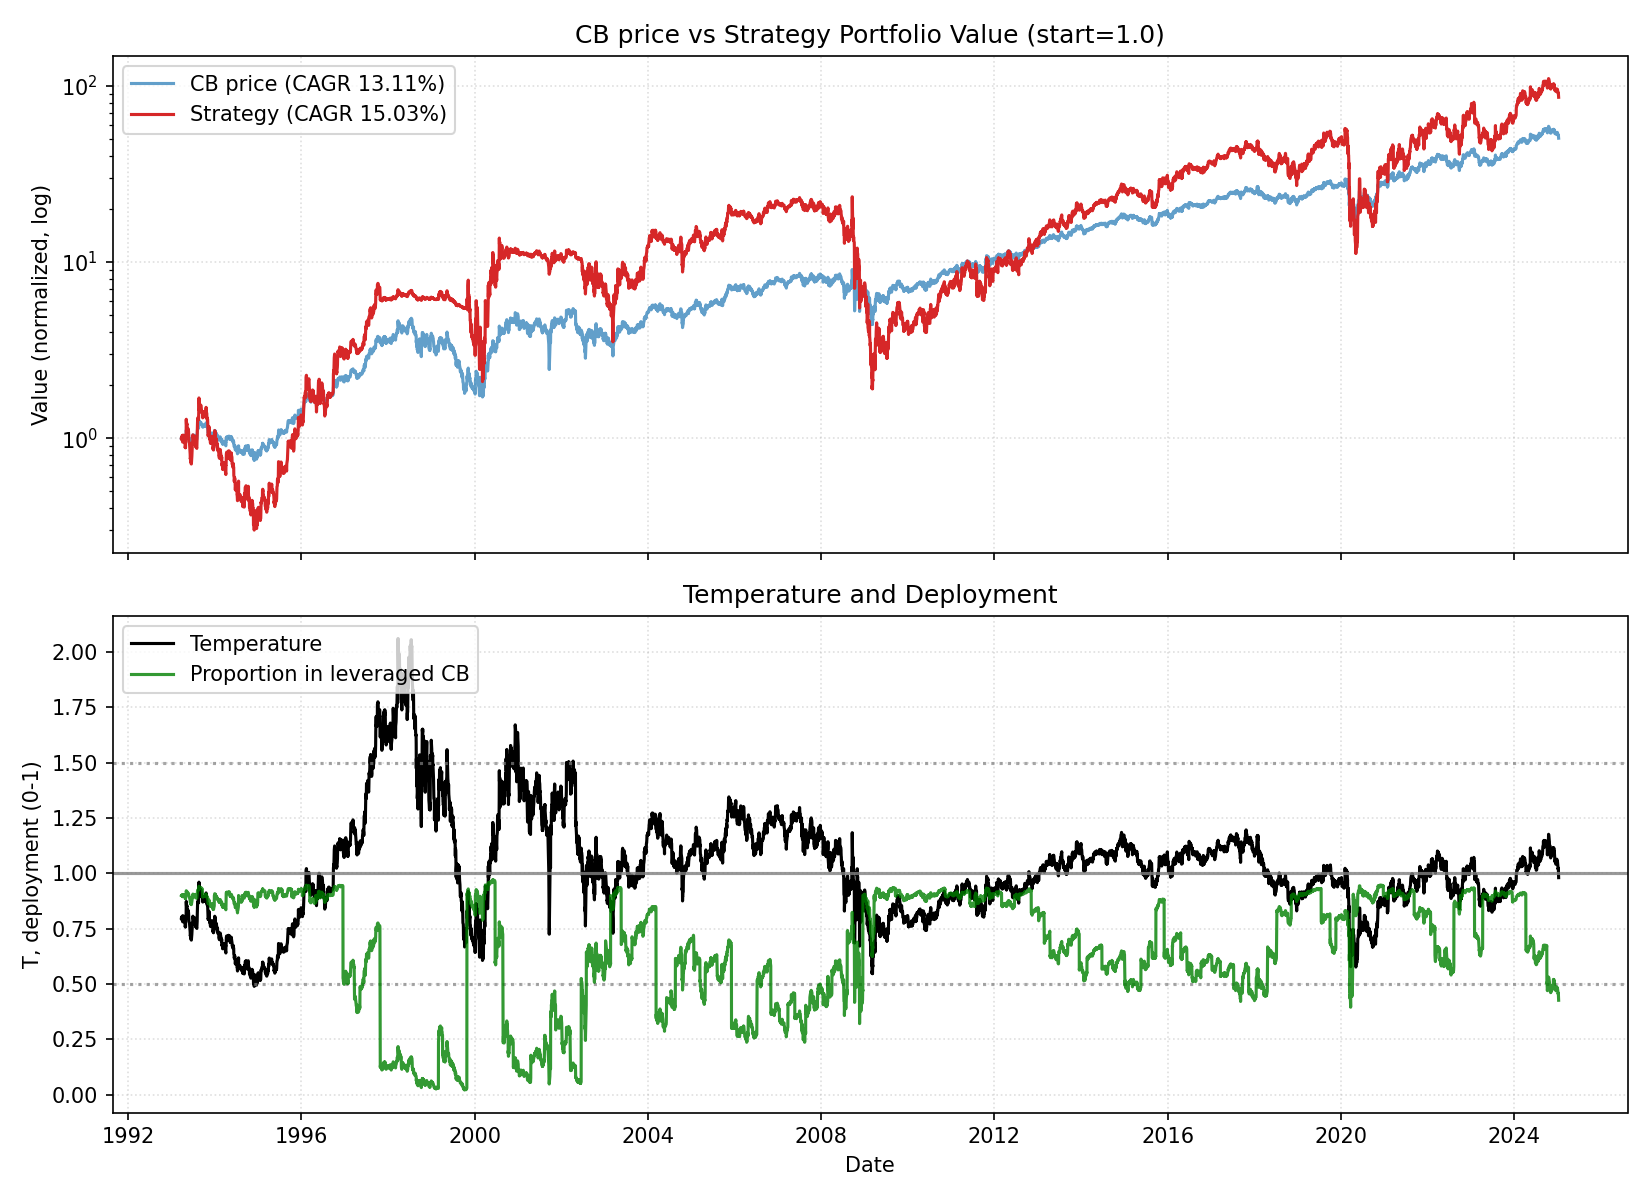 CB price vs Strategy Portfolio Value (start=1.0)
CB price (CAGR 13.11%)
Strategy (CAGR 15.03%)
Value (normalized, log)
10²
10¹
10⁰
Temperature and Deployment
Temperature
Proportion in leveraged CB
T, deployment (0-1)
2.00
1.75
1.50
1.25
1.00
0.75
0.50
0.25
0.00
1992 1996 2000 2004 2008 2012 2016 2020 2024
Date